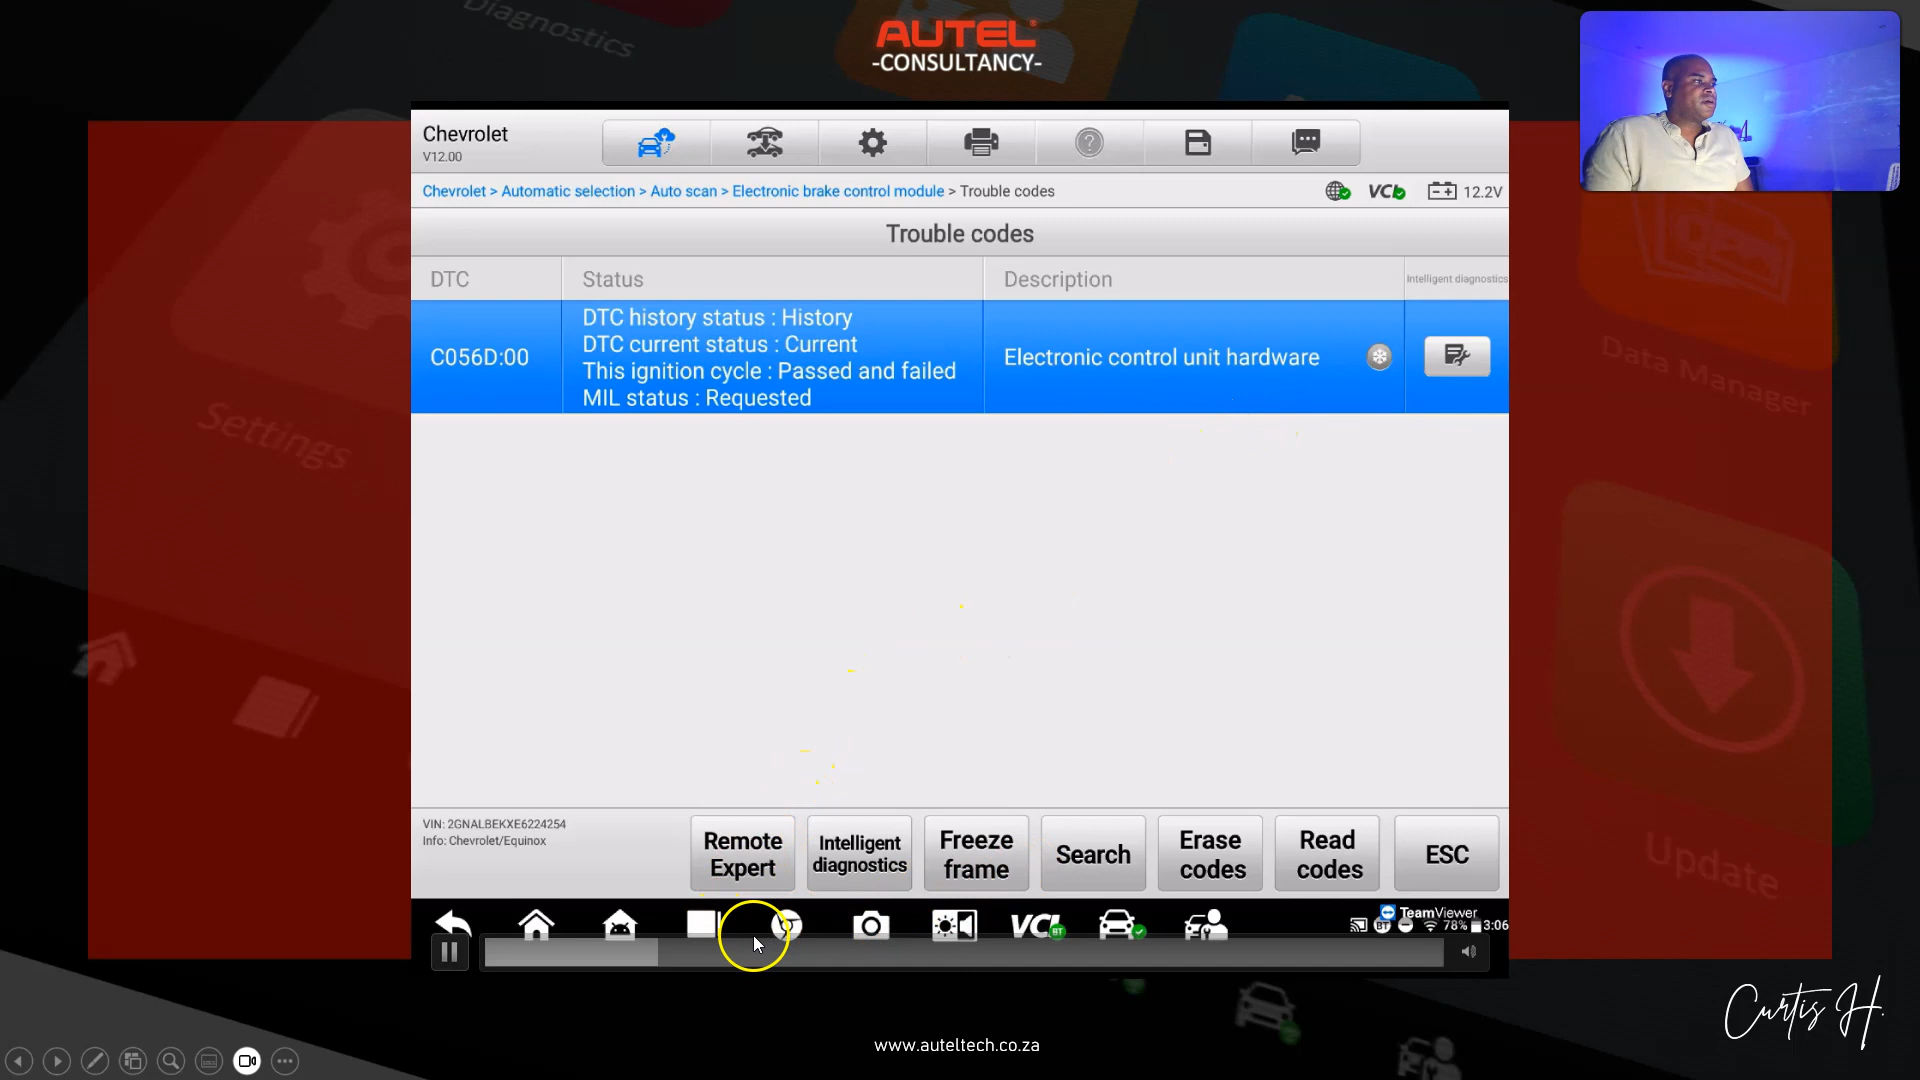 Diagnostics
AUTEL
-CONSULTANCY-
Chevrolet
V12.00
Chevrolet > Automatic selection > Auto scan > Electronic brake control module > Trouble codes
VCI
12.2V
Trouble codes
DTC
Status
Description
Intelligent diagnostics
C056D:00
DTC history status : History
DTC current status : Current
This ignition cycle : Passed and failed
MIL status : Requested
Electronic control unit hardware
Settings
Data Manager
Update
VIN: 2GNALBEKXE6224254
Info: Chevrolet/Equinox
Remote Expert
Intelligent diagnostics
Freeze frame
Search
Erase codes
Read codes
ESC
VCI
BT
TeamViewer
BT
78%
3:06
Curtis H.
www.auteltech.co.za